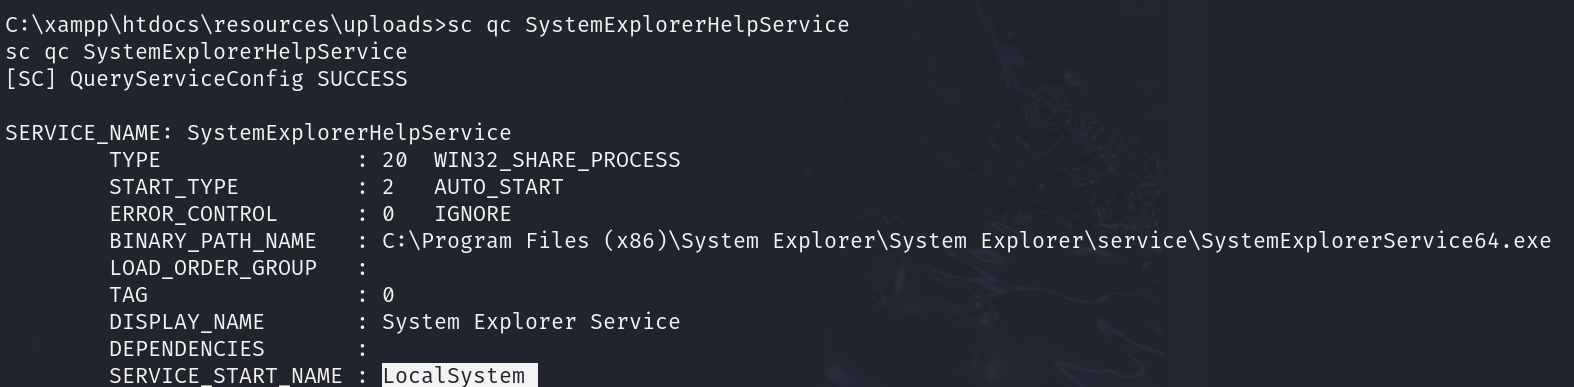 C:\xampp\htdocs\resources\uploads>sc qc SystemExplorerHelpService
sc qc SystemExplorerHelpService
[SC] QueryServiceConfig SUCCESS

SERVICE_NAME: SystemExplorerHelpService
        TYPE               : 20  WIN32_SHARE_PROCESS
        START_TYPE         : 2   AUTO_START
        ERROR_CONTROL      : 0   IGNORE
        BINARY_PATH_NAME   : C:\Program Files (x86)\System Explorer\System Explorer\service\SystemExplorerService64.exe
        LOAD_ORDER_GROUP   :
        TAG                : 0
        DISPLAY_NAME       : System Explorer Service
        DEPENDENCIES       :
        SERVICE_START_NAME : LocalSystem